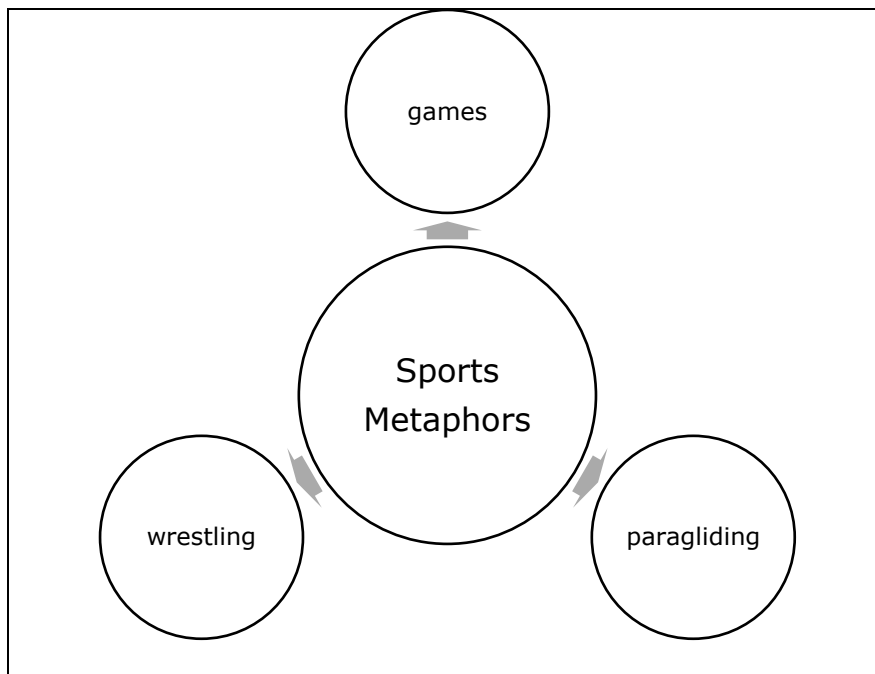 games
Sports
Metaphors
wrestling
paragliding